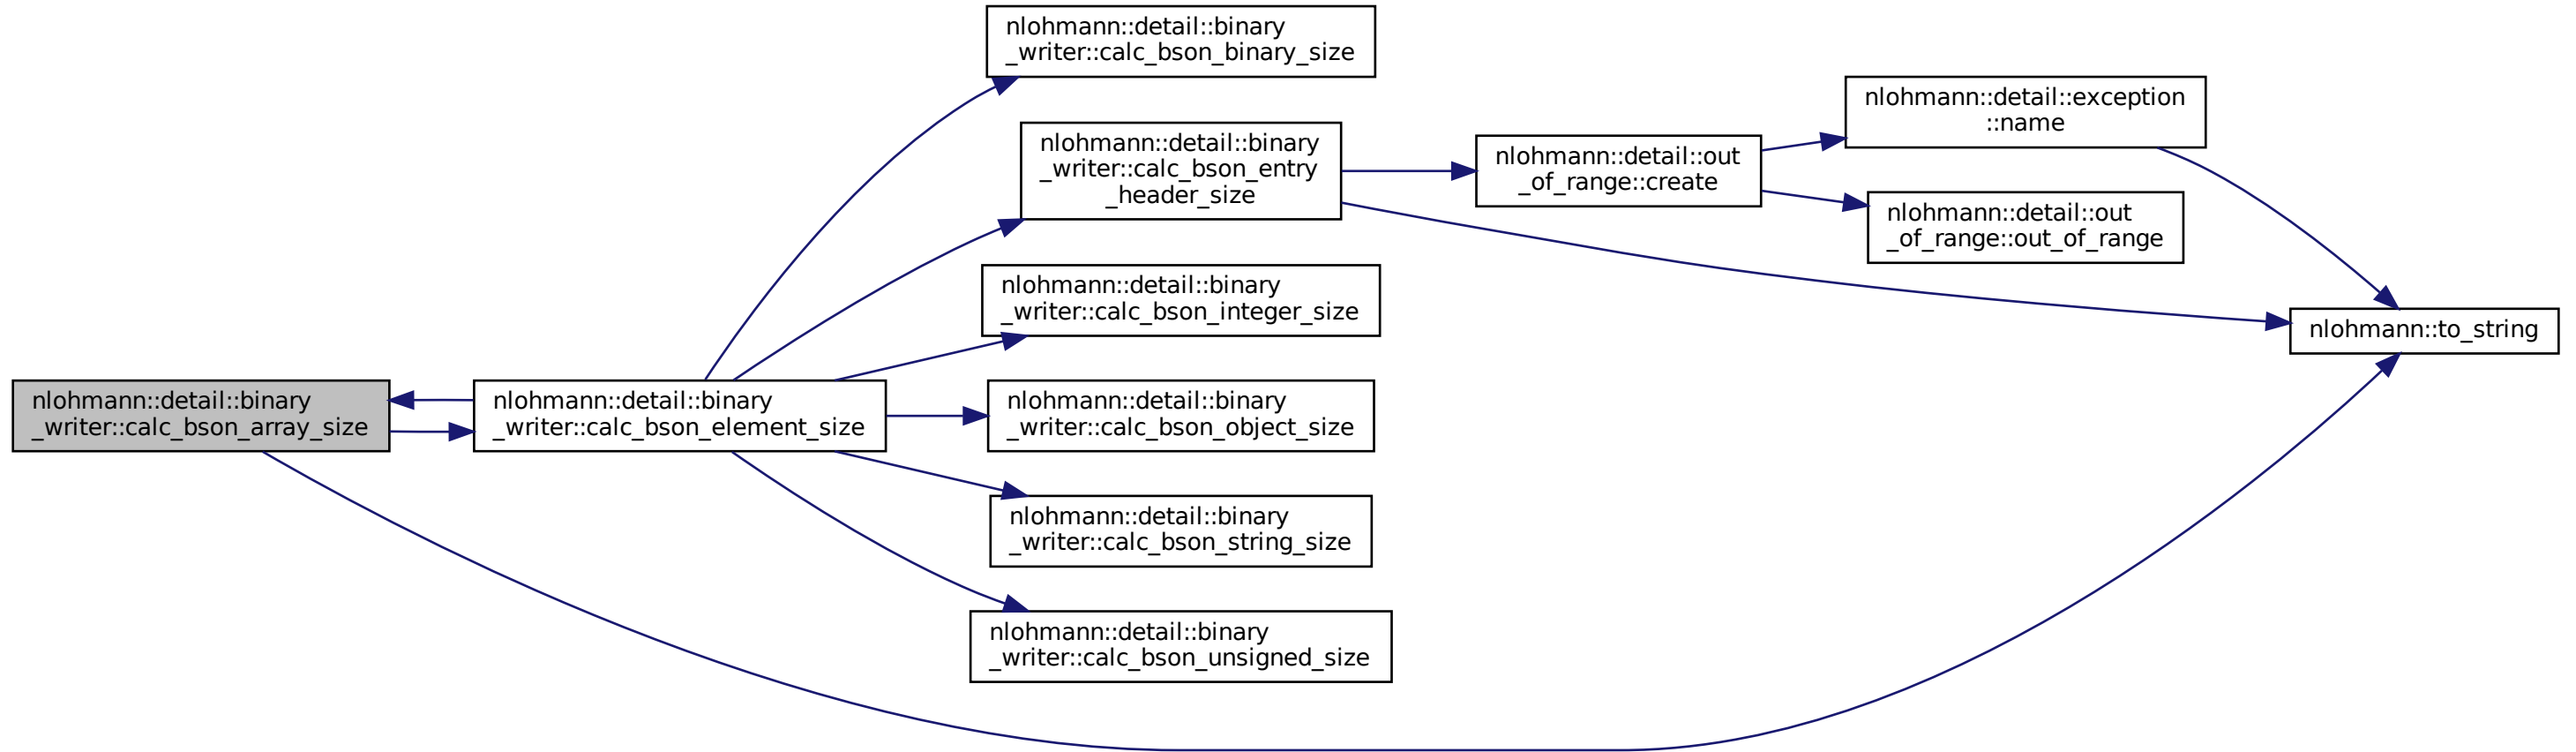 nlohmann::detail::binary
_writer::calc_bson_array_size
nlohmann::detail::binary
_writer::calc_bson_element_size
nlohmann::detail::binary
_writer::calc_bson_binary_size
nlohmann::detail::binary
_writer::calc_bson_entry
_header_size
nlohmann::detail::binary
_writer::calc_bson_integer_size
nlohmann::detail::binary
_writer::calc_bson_object_size
nlohmann::detail::binary
_writer::calc_bson_string_size
nlohmann::detail::binary
_writer::calc_bson_unsigned_size
nlohmann::detail::out
_of_range::create
nlohmann::detail::exception
::name
nlohmann::detail::out
_of_range::out_of_range
nlohmann::to_string